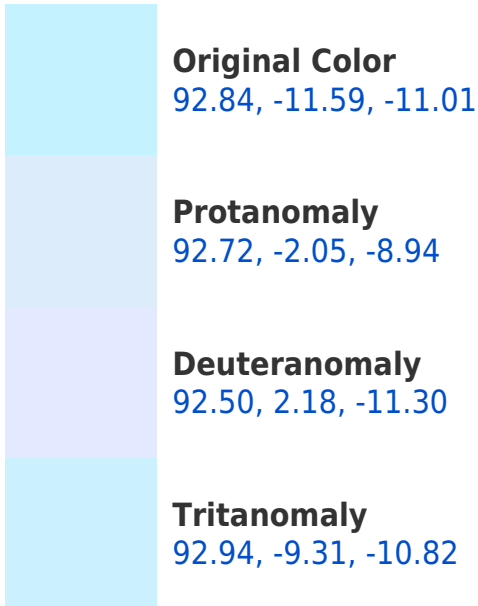 Original Color
92.84, -11.59, -11.01
Protanomaly
92.72, -2.05, -8.94
Deuteranomaly
92.50, 2.18, -11.30
Tritanomaly
92.94, -9.31, -10.82